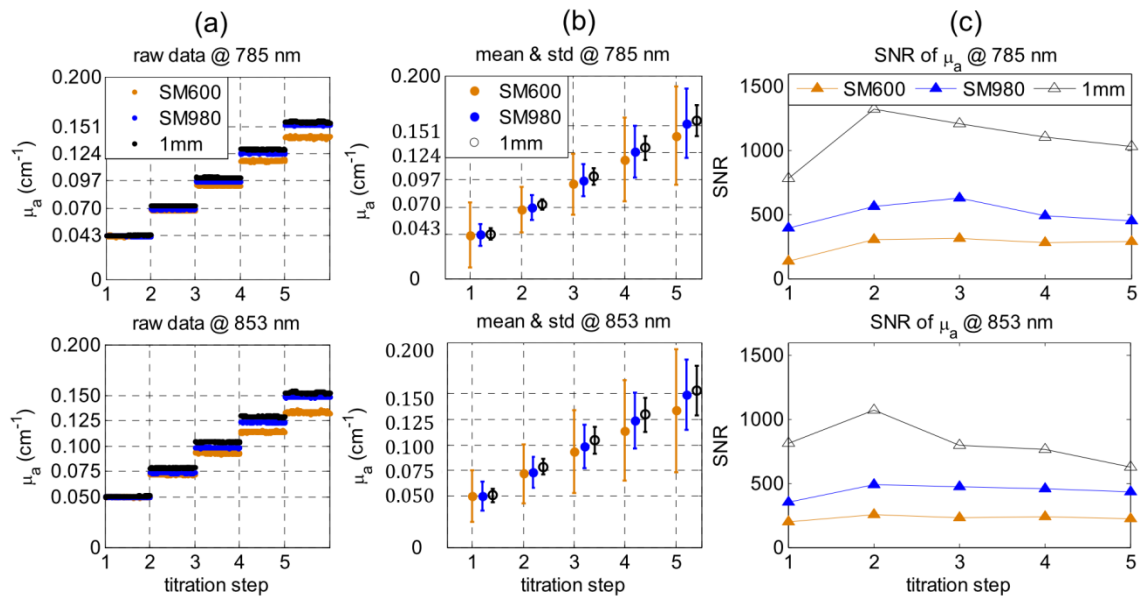 (a)
(b)
(c)
raw data @ 785 nm
0.200
0.151
0.124
0.097
0.070
0.043
0
μa (cm-1)
SM600
SM980
1mm
1 2 3 4 5
mean & std @ 785 nm
0.200
0.151
0.124
0.097
0.070
0.043
0
μa (cm-1)
SM600
SM980
1mm
1 2 3 4 5
SNR of μa @ 785 nm
1500
1000
500
0
SNR
SM600 SM980 1mm
1 2 3 4 5
raw data @ 853 nm
0.200
0.150
0.125
0.100
0.075
0.050
0
μa (cm-1)
1 2 3 4 5
titration step
mean & std @ 853 nm
0.200
0.150
0.125
0.100
0.075
0.050
0
μa (cm-1)
1 2 3 4 5
titration step
SNR of μa @ 853 nm
1500
1000
500
0
SNR
1 2 3 4 5
titration step